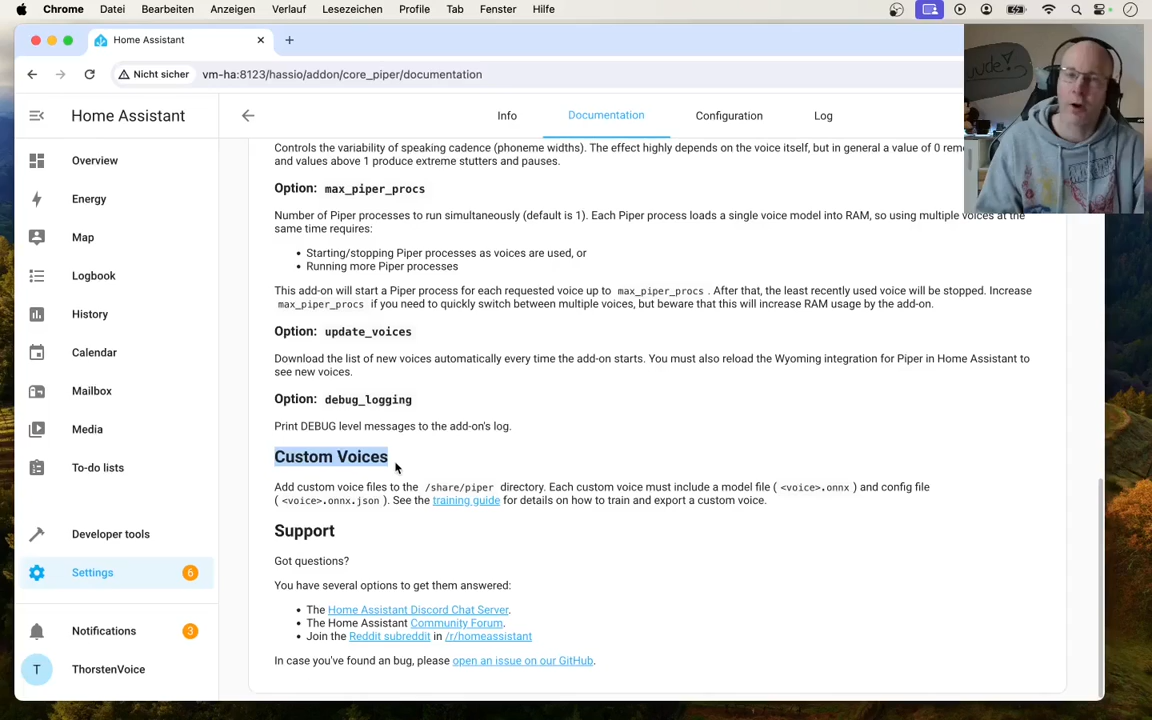 Chrome Datei Bearbeiten Anzeigen Verlauf Lesezeichen Profile Tab Fenster Hilfe
Home Assistant
Nicht sicher vm-ha:8123/hassio/addon/core_piper/documentation
Home Assistant
Info Documentation Configuration Log
Overview
Energy
Map
Logbook
History
Calendar
Mailbox
Media
To-do lists
Developer tools
Settings 6
Notifications 3
T ThorstenVoice
Controls the variability of speaking cadence (phoneme widths). The effect highly depends on the voice itself, but in general a value of 0
and values above 1 produce extreme stutters and pauses.
Option: max_piper_procs
Number of Piper processes to run simultaneously (default is 1). Each Piper process loads a single voice model into RAM, so using multiple voices at the
same time requires:
• Starting/stopping Piper processes as voices are used, or
• Running more Piper processes
This add-on will start a Piper process for each requested voice up to max_piper_procs . After that, the least recently used voice will be stopped. Increase
max_piper_procs if you need to quickly switch between multiple voices, but beware that this will increase RAM usage by the add-on.
Option: update_voices
Download the list of new voices automatically every time the add-on starts. You must also reload the Wyoming integration for Piper in Home Assistant to
see new voices.
Option: debug_logging
Print DEBUG level messages to the add-on's log.
Custom Voices
Add custom voice files to the /share/piper directory. Each custom voice must include a model file ( <voice>.onnx ) and config file
( <voice>.onnx.json ). See the training guide for details on how to train and export a custom voice.
Support
Got questions?
You have several options to get them answered:
• The Home Assistant Discord Chat Server.
• The Home Assistant Community Forum.
• Join the Reddit subreddit in /r/homeassistant
In case you've found an bug, please open an issue on our GitHub.